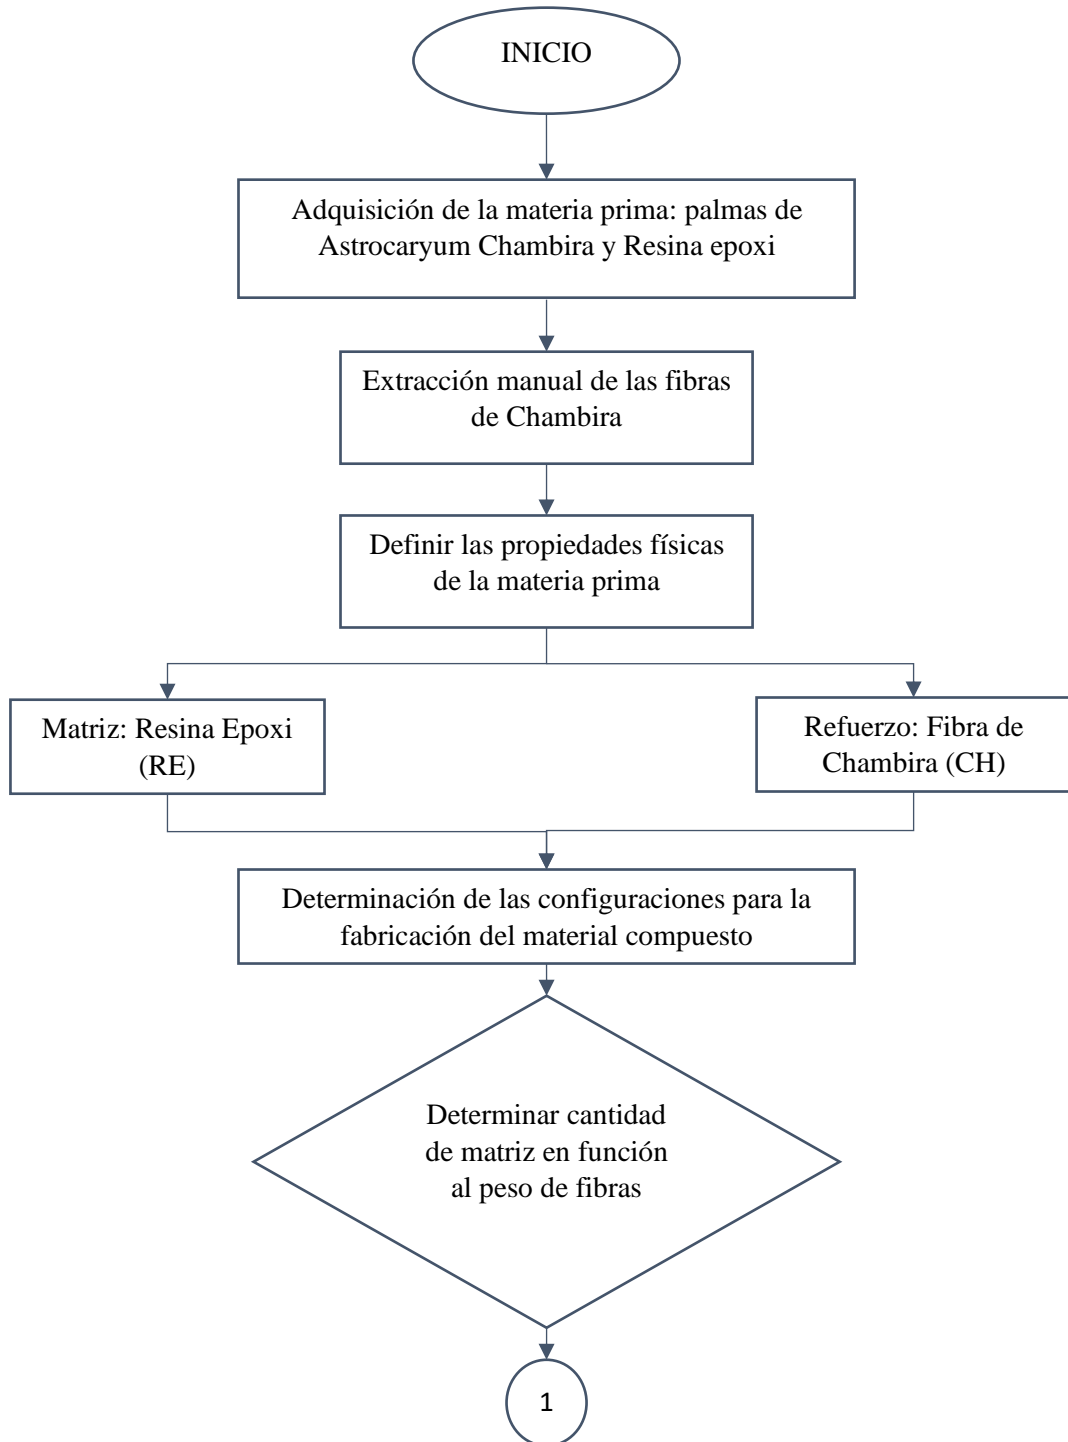 INICIO
Adquisición de la materia prima: palmas de
Astrocaryum Chambira y Resina epoxi
Extracción manual de las fibras
de Chambira
Definir las propiedades físicas
de la materia prima
Matriz: Resina Epoxi
(RE)
Refuerzo: Fibra de
Chambira (CH)
Determinación de las configuraciones para la
fabricación del material compuesto
Determinar cantidad
de matriz en función
al peso de fibras
1